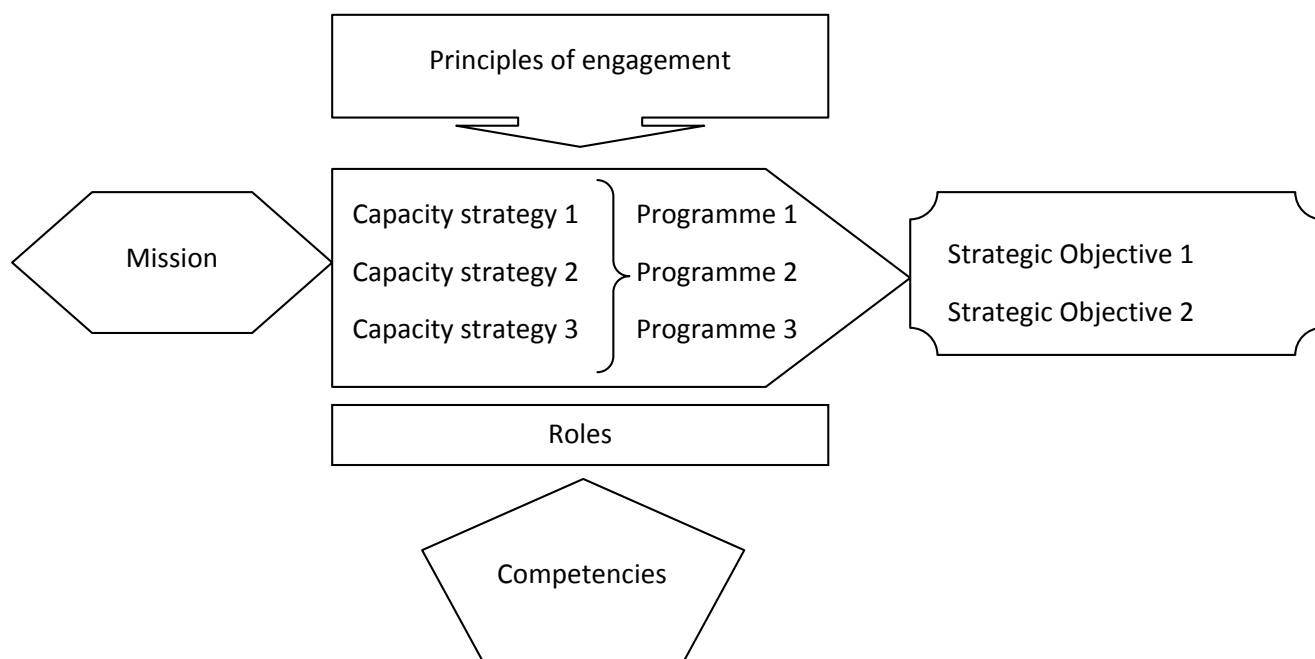 Principles of engagement
Mission
Capacity strategy 1
Capacity strategy 2
Capacity strategy 3
Programme 1
Programme 2
Programme 3
Strategic Objective 1
Strategic Objective 2
Roles
Competencies